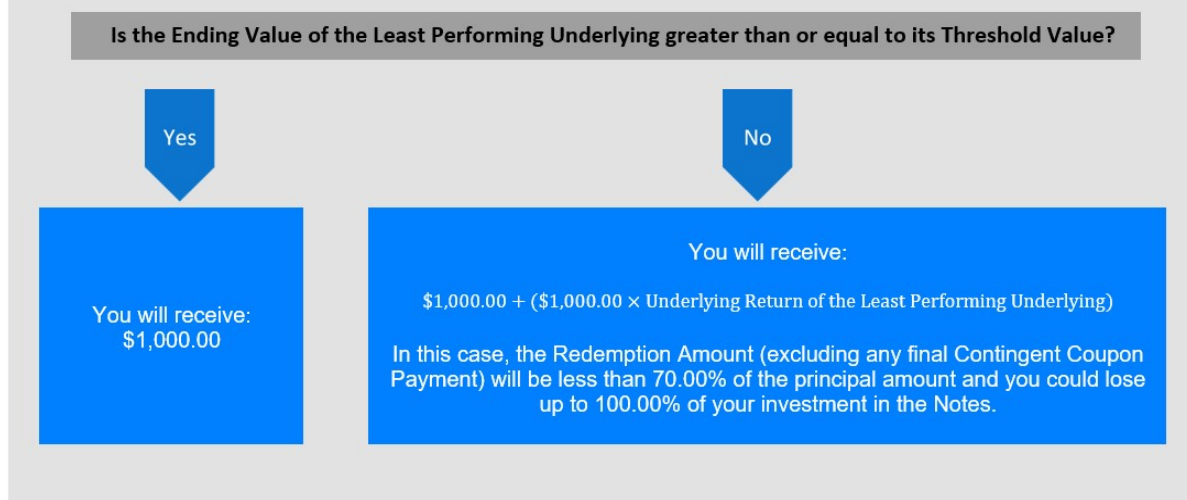 Is the Ending Value of the Least Performing Underlying greater than or equal to its Threshold Value?
Yes
No
You will receive:
$1,000.00
You will receive:
$1,000.00 + ($1,000.00 × Underlying Return of the Least Performing Underlying)
In this case, the Redemption Amount (excluding any final Contingent Coupon
Payment) will be less than 70.00% of the principal amount and you could lose
up to 100.00% of your investment in the Notes.